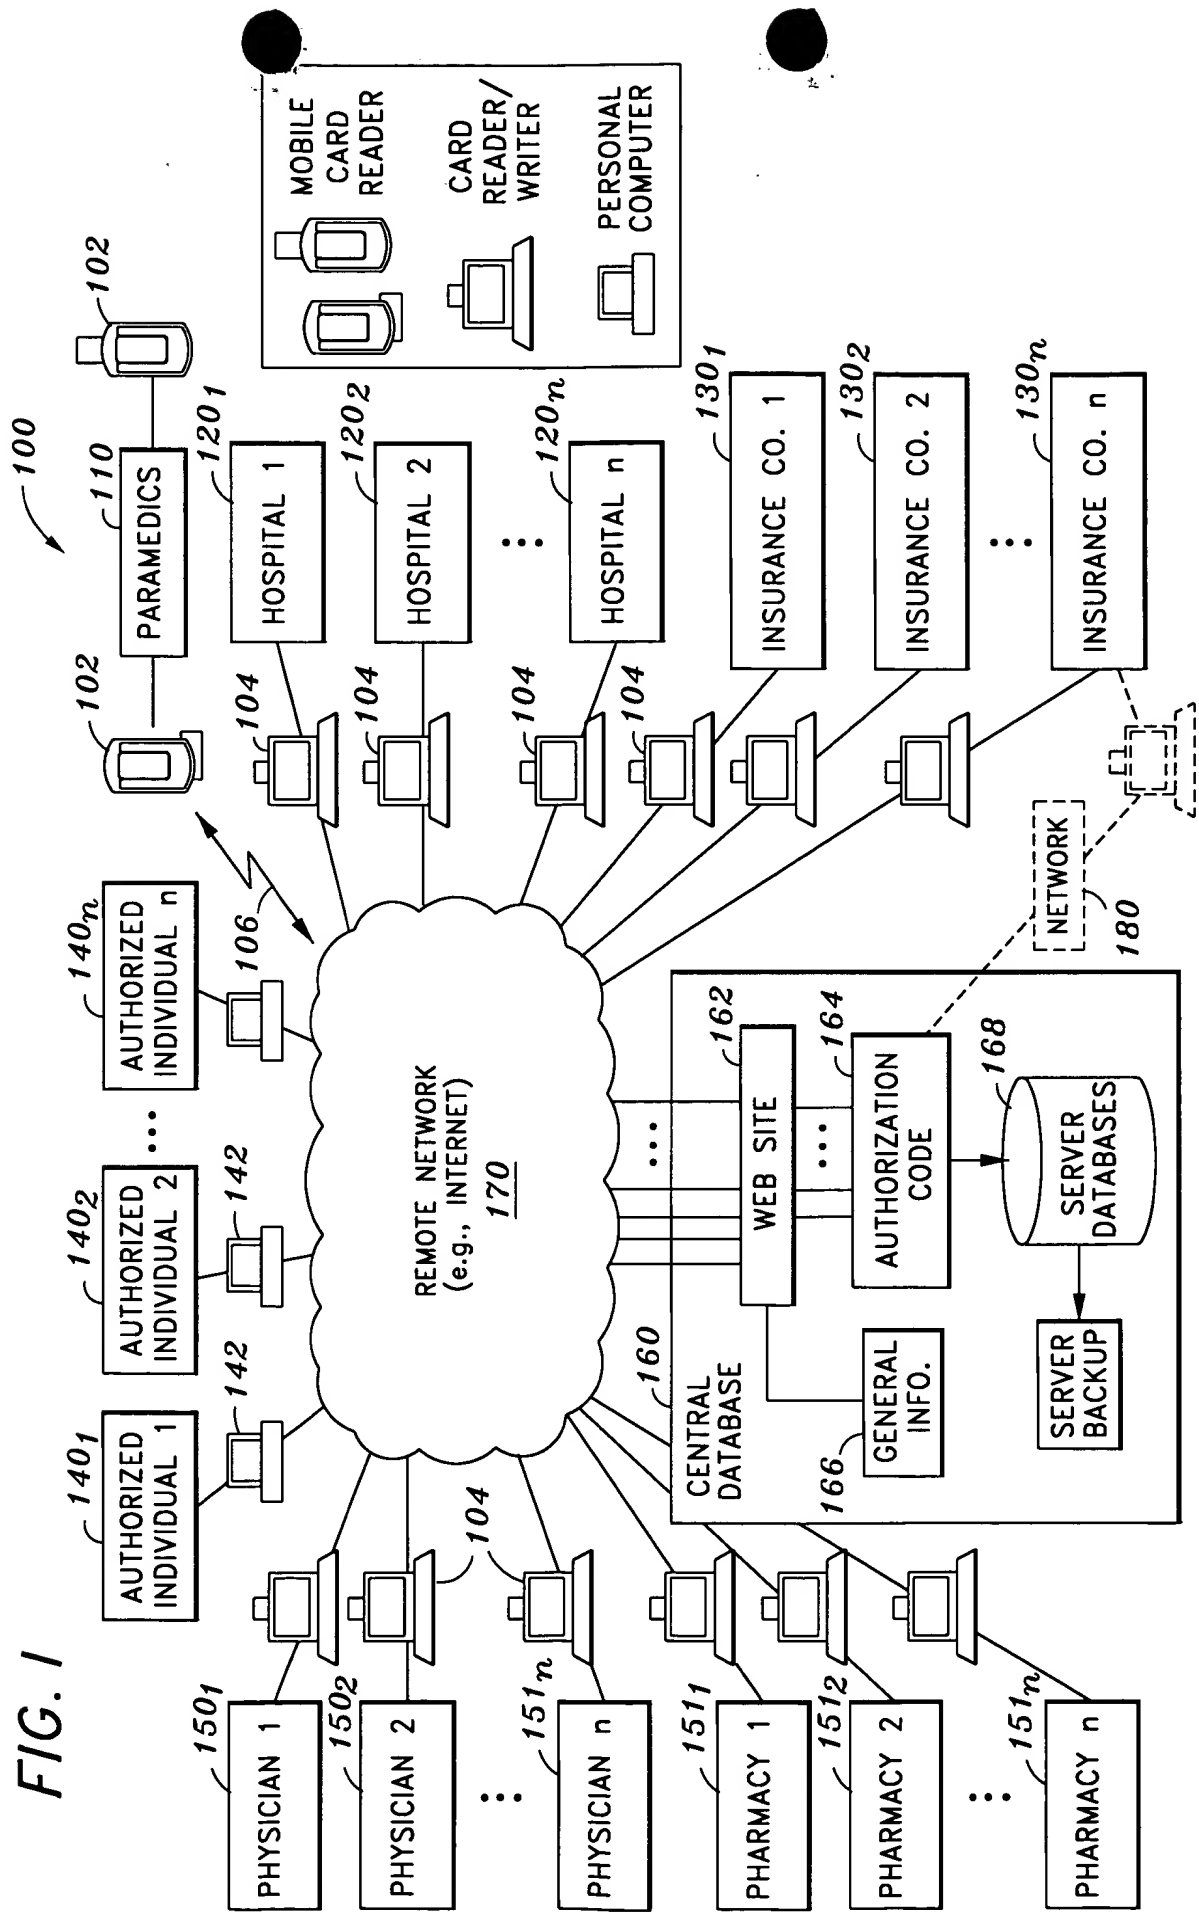 FIG. 1
100
140₁
AUTHORIZED
INDIVIDUAL 1
142
140₂
AUTHORIZED
INDIVIDUAL 2
142
•••
140ₙ
AUTHORIZED
INDIVIDUAL n
106
102
110
PARAMEDICS
102
150₁
PHYSICIAN 1
150₂
PHYSICIAN 2
104
•••
151ₙ
PHYSICIAN n
151₁
PHARMACY 1
151₂
PHARMACY 2
•••
151ₙ
PHARMACY n
REMOTE NETWORK
(e.g., INTERNET)
170
104
120₁
HOSPITAL 1
104
120₂
HOSPITAL 2
•••
104
120ₙ
HOSPITAL n
104
130₁
INSURANCE CO. 1
130₂
INSURANCE CO. 2
•••
130ₙ
INSURANCE CO. n
160
CENTRAL
DATABASE
•••
162
WEB SITE
•••
164
AUTHORIZATION
CODE
166
GENERAL
INFO.
168
SERVER
DATABASES
SERVER
BACKUP
NETWORK
180
MOBILE
CARD
READER
CARD
READER/
WRITER
PERSONAL
COMPUTER